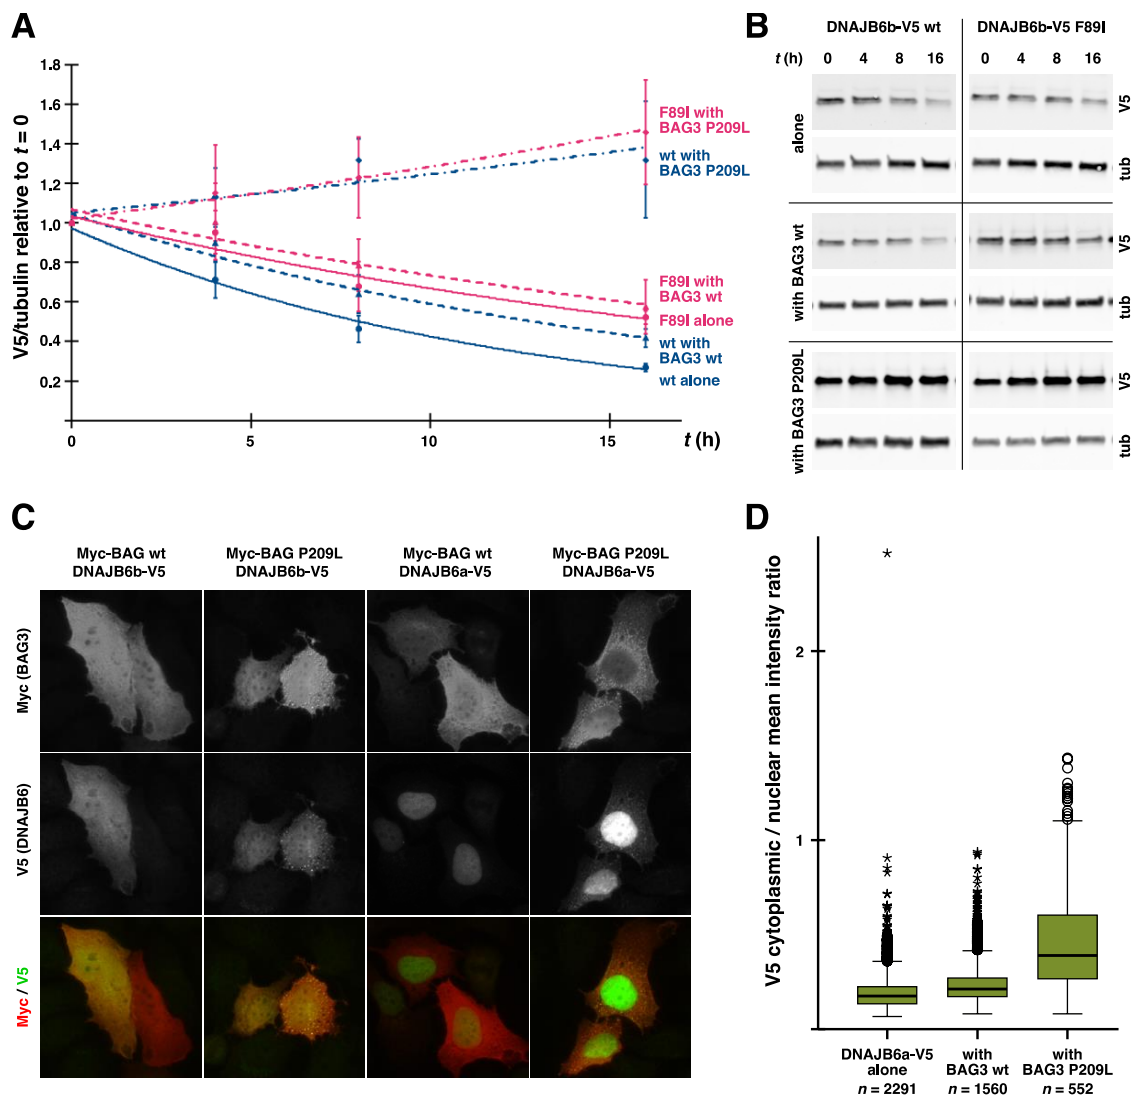 A
V5/tubulin relative to t = 0
1.8
1.6
1.4
1.2
1.0
0.8
0.6
0.4
0.2
0
5
10
15
t (h)
F89I with
BAG3 P209L
wt with
BAG3 P209L
F89I with
BAG3 wt
F89I alone
wt with
BAG3 wt
wt alone
B
DNAJB6b-V5 wt
DNAJB6b-V5 F89I
t (h) 0 4 8 16 0 4 8 16
alone
V5
tub
with BAG3 wt
V5
tub
with BAG3 P209L
V5
tub
C
Myc-BAG wt
DNAJB6b-V5
Myc-BAG P209L
DNAJB6b-V5
Myc-BAG wt
DNAJB6a-V5
Myc-BAG P209L
DNAJB6a-V5
Myc (BAG3)
V5 (DNAJB6)
Myc / V5
D
V5 cytoplasmic / nuclear mean intensity ratio
2
1
DNAJB6a-V5
alone
n = 2291
with
BAG3 wt
n = 1560
with
BAG3 P209L
n = 552